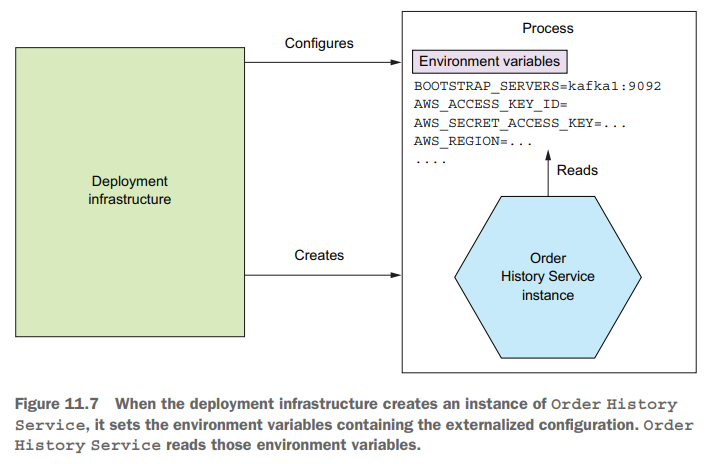 Process
Configures
Environment variables
BOOTSTRAP_SERVERS=kafka1:9092
AWS_ACCESS_KEY_ID=
AWS_SECRET_ACCESS_KEY=...
AWS_REGION=...
....
Reads
Deployment
infrastructure
Creates
Order
History Service
instance
Figure 11.7 When the deployment infrastructure creates an instance of Order History
Service, it sets the environment variables containing the externalized configuration. Order
History Service reads those environment variables.